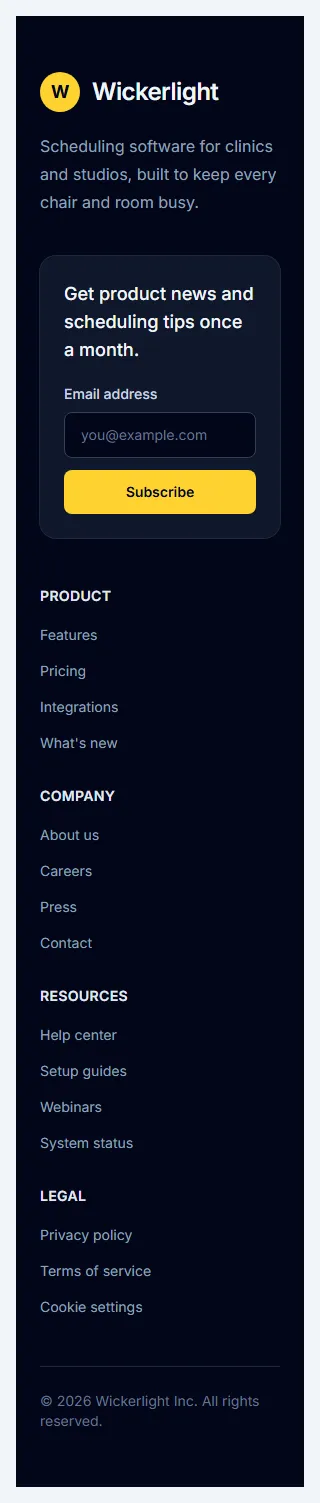 W Wickerlight
Scheduling software for clinics
and studios, built to keep every
chair and room busy.
Get product news and
scheduling tips once
a month.
Email address
you@example.com
Subscribe
PRODUCT
Features
Pricing
Integrations
What's new
COMPANY
About us
Careers
Press
Contact
RESOURCES
Help center
Setup guides
Webinars
System status
LEGAL
Privacy policy
Terms of service
Cookie settings
© 2026 Wickerlight Inc. All rights
reserved.